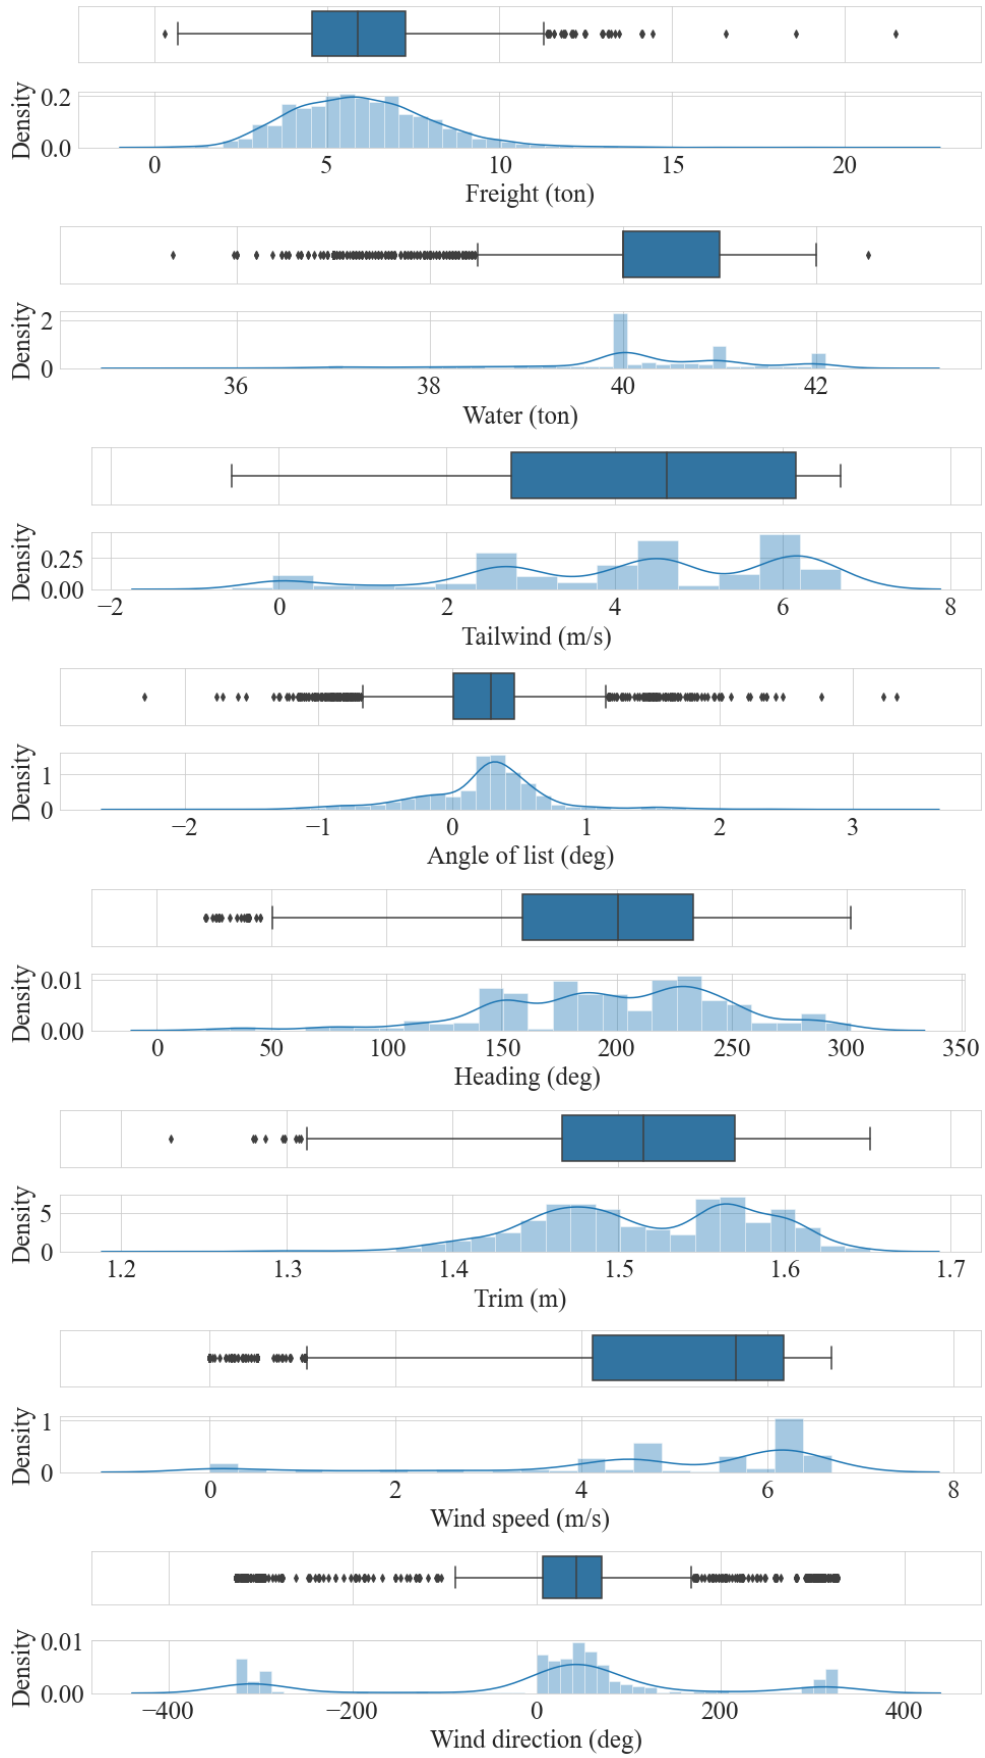 Density
0.2
0.0
0 5 10 15 20
Freight (ton)
Density
2
0
36 38 40 42
Water (ton)
Density
0.25
0.00
−2 0 2 4 6 8
Tailwind (m/s)
Density
1
0
−2 −1 0 1 2 3
Angle of list (deg)
Density
0.01
0.00
0 50 100 150 200 250 300 350
Heading (deg)
Density
5
0
1.2 1.3 1.4 1.5 1.6 1.7
Trim (m)
Density
1
0
0 2 4 6 8
Wind speed (m/s)
Density
0.01
0.00
−400 −200 0 200 400
Wind direction (deg)